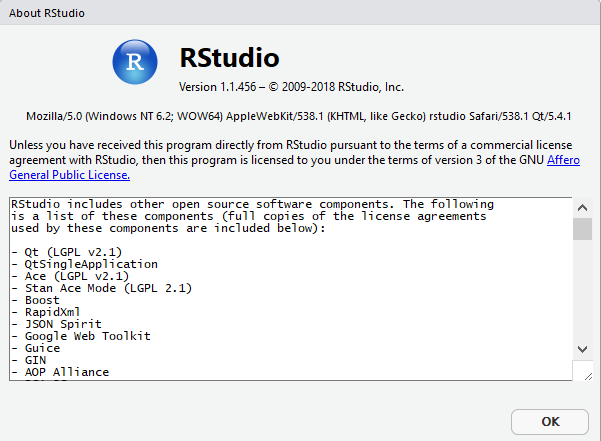 About RStudio
R
RStudio
Version 1.1.456 – © 2009-2018 RStudio, Inc.
Mozilla/5.0 (Windows NT 6.2; WOW64) AppleWebKit/538.1 (KHTML, like Gecko) rstudio Safari/538.1 Qt/5.4.1
Unless you have received this program directly from RStudio pursuant to the terms of a commercial license
agreement with RStudio, then this program is licensed to you under the terms of version 3 of the GNU Affero
General Public License.
RStudio includes other open source software components. The following
is a list of these components (full copies of the license agreements
used by these components are included below):
- Qt (LGPL v2.1)
- QtSingleApplication
- Ace (LGPL v2.1)
- Stan Ace Mode (LGPL 2.1)
- Boost
- RapidXml
- JSON Spirit
- Google Web Toolkit
- Guice
- GIN
- AOP Alliance
OK